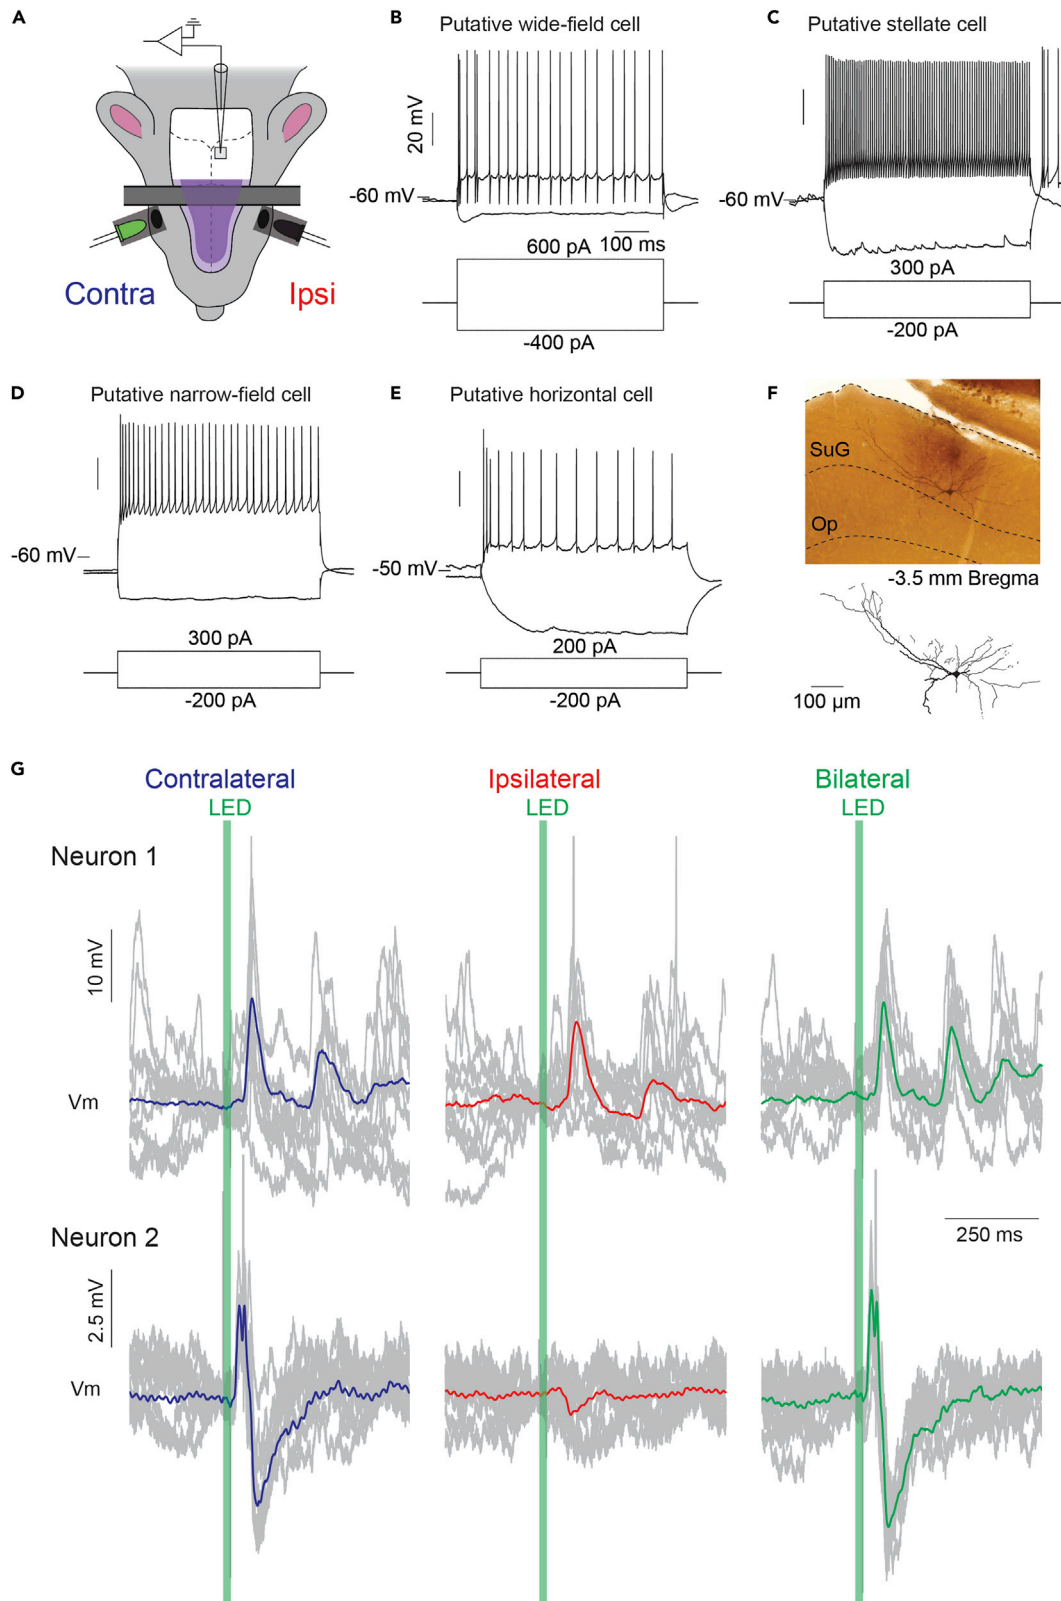 A
Contra
Ipsi
B
Putative wide-field cell
20 mV
-60 mV
600 pA
100 ms
-400 pA
C
Putative stellate cell
-60 mV
300 pA
-200 pA
D
Putative narrow-field cell
-60 mV
300 pA
-200 pA
E
Putative horizontal cell
-50 mV
200 pA
-200 pA
F
SuG
Op
-3.5 mm Bregma
100 µm
G
Contralateral
LED
Ipsilateral
LED
Bilateral
LED
Neuron 1
10 mV
Vm
250 ms
Neuron 2
2.5 mV
Vm